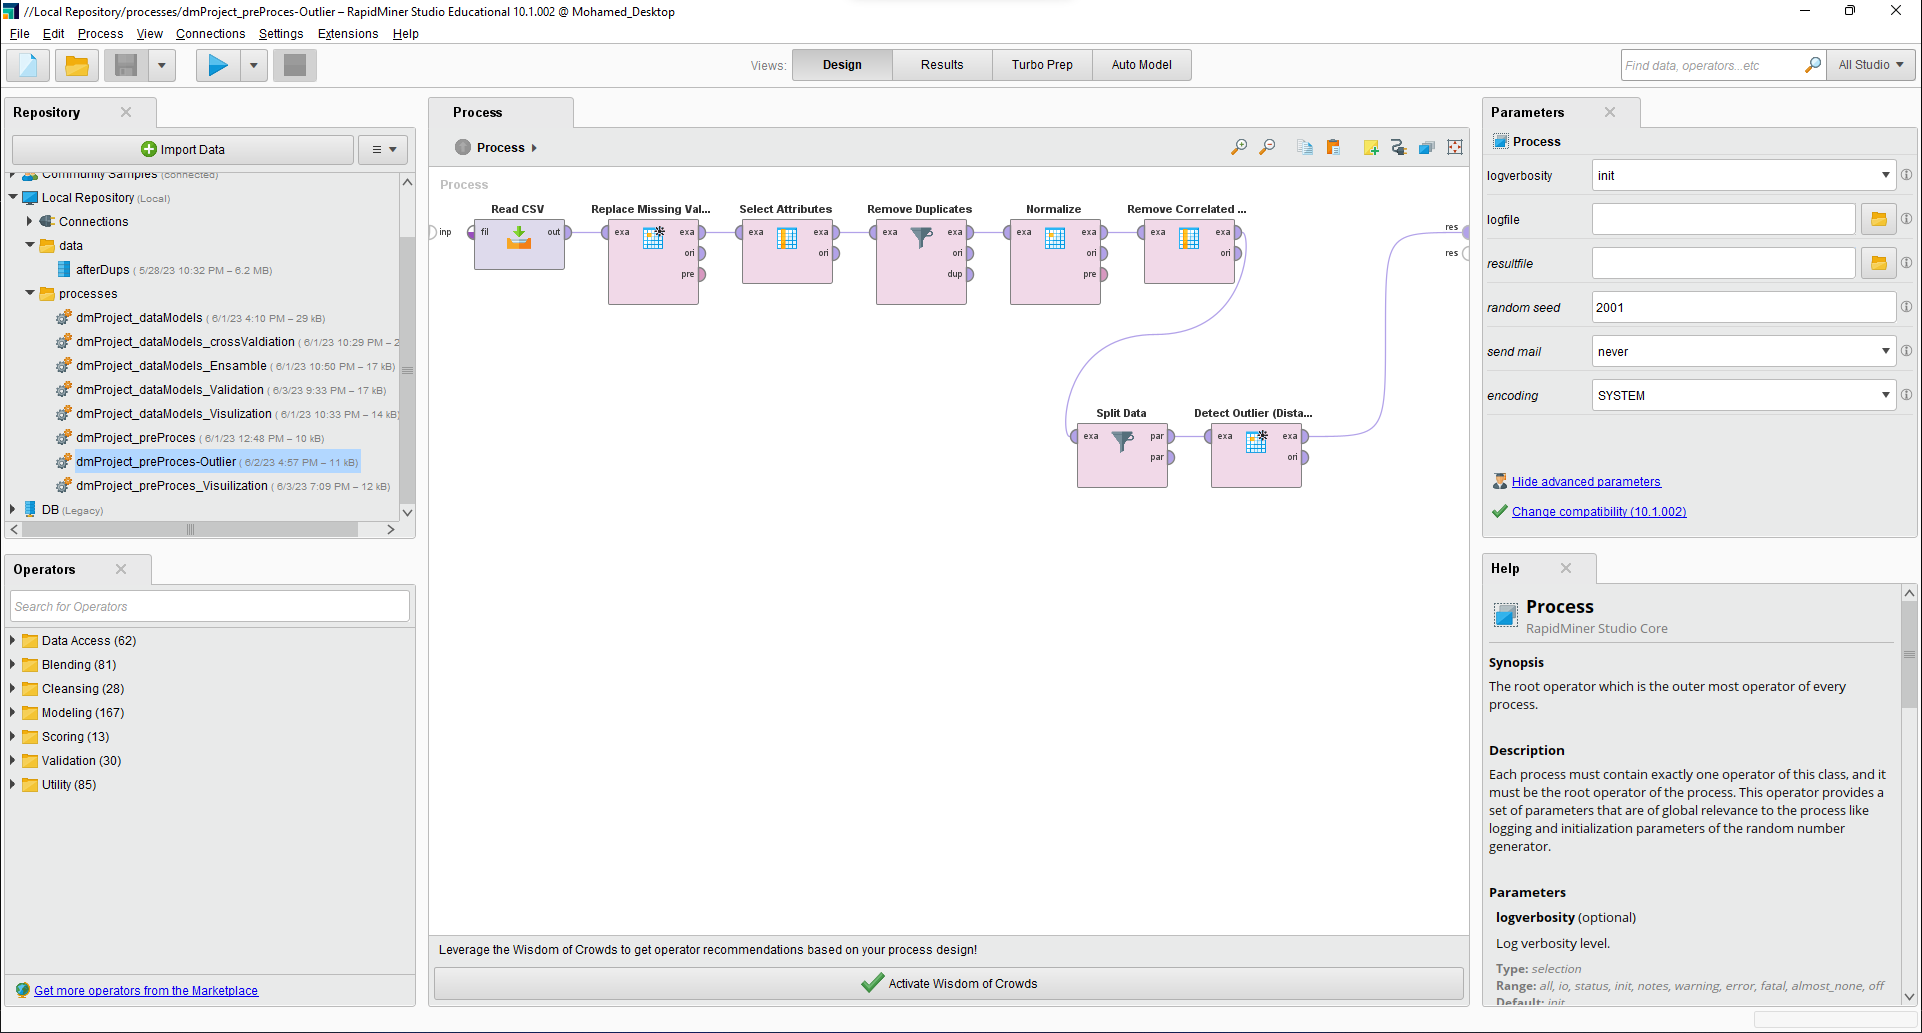 //Local Repository/processes/dmProject_preProces-Outlier – RapidMiner Studio Educational 10.1.002 @ Mohamed_Desktop
File Edit Process View Connections Settings Extensions Help
Views: Design Results Turbo Prep Auto Model
Find data, operators...etc
All Studio
Repository
Import Data
Community Samples (connected)
Local Repository (Local)
Connections
data
afterDups ( 5/28/23 10:32 PM – 6.2 MB)
processes
dmProject_dataModels ( 6/1/23 4:10 PM – 29 kB)
dmProject_dataModels_crossValdiation ( 6/1/23 10:29 PM – 2
dmProject_dataModels_Ensamble ( 6/1/23 10:50 PM – 17 kB)
dmProject_dataModels_Validation ( 6/3/23 9:33 PM – 17 kB)
dmProject_dataModels_Visulization ( 6/1/23 10:33 PM – 14 kB)
dmProject_preProces ( 6/1/23 12:48 PM – 10 kB)
dmProject_preProces-Outlier ( 6/2/23 4:57 PM – 11 kB)
dmProject_preProces_Visuilization ( 6/3/23 7:09 PM – 12 kB)
DB (Legacy)
Operators
Search for Operators
Data Access (62)
Blending (81)
Cleansing (28)
Modeling (167)
Scoring (13)
Validation (30)
Utility (85)
Get more operators from the Marketplace
Process
Process
Process
inp
Read CSV
fil out
Replace Missing Val...
exa exa
ori
pre
Select Attributes
exa exa
ori
Remove Duplicates
exa exa
ori
dup
Normalize
exa exa
ori
pre
Remove Correlated ...
exa exa
ori
res
res
Split Data
exa par
par
Detect Outlier (Dista...
exa exa
ori
Leverage the Wisdom of Crowds to get operator recommendations based on your process design!
Activate Wisdom of Crowds
Parameters
Process
logverbosity init
logfile
resultfile
random seed 2001
send mail never
encoding SYSTEM
Hide advanced parameters
Change compatibility (10.1.002)
Help
Process
RapidMiner Studio Core
Synopsis
The root operator which is the outer most operator of every
process.
Description
Each process must contain exactly one operator of this class, and it
must be the root operator of the process. This operator provides a
set of parameters that are of global relevance to the process like
logging and initialization parameters of the random number
generator.
Parameters
logverbosity (optional)
Log verbosity level.
Type: selection
Range: all, io, status, init, notes, warning, error, fatal, almost_none, off
Default: init